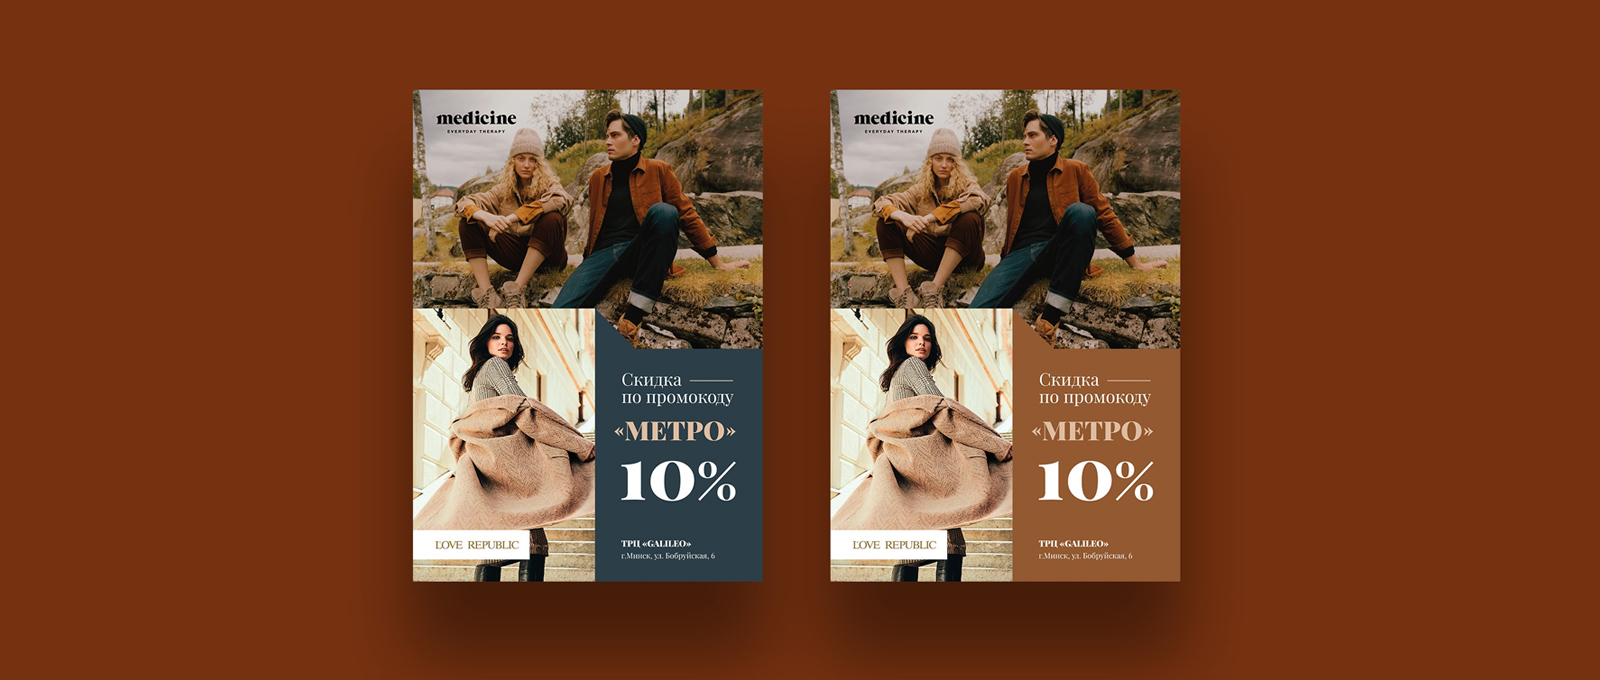 medicine
EVERYDAY THERAPY
Скидка
по промокоду
«МЕТРО»
10%
LOVE REPUBLIC
ТРЦ «GALILEO»
г.Минск, ул. Бобруйская, 6
medicine
EVERYDAY THERAPY
Скидка
по промокоду
«МЕТРО»
10%
LOVE REPUBLIC
ТРЦ «GALILEO»
г.Минск, ул. Бобруйская, 6